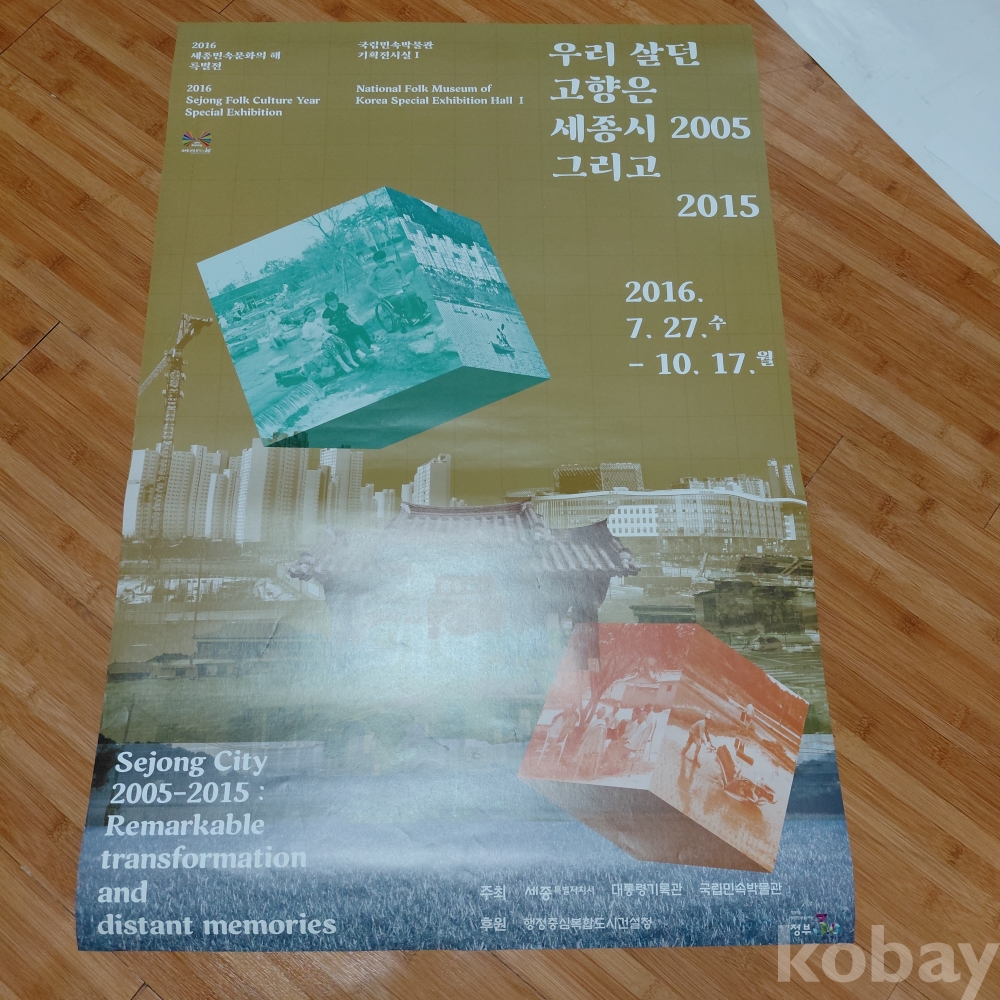 2016
세종민속문화의 해
특별전
2016
Sejong Folk Culture Year
Special Exhibition
국립민속박물관
기획전시실 I
National Folk Museum of
Korea Special Exhibition Hall I
우리 살던
고향은
세종시 2005
그리고
2015
2016.
7. 27.수
- 10. 17.월
Sejong City
2005-2015 :
Remarkable
transformation
and
distant memories
주최 세종특별자치시 대통령기록관 국립민속박물관
후원 행정중심복합도시건설청
정부
kobay